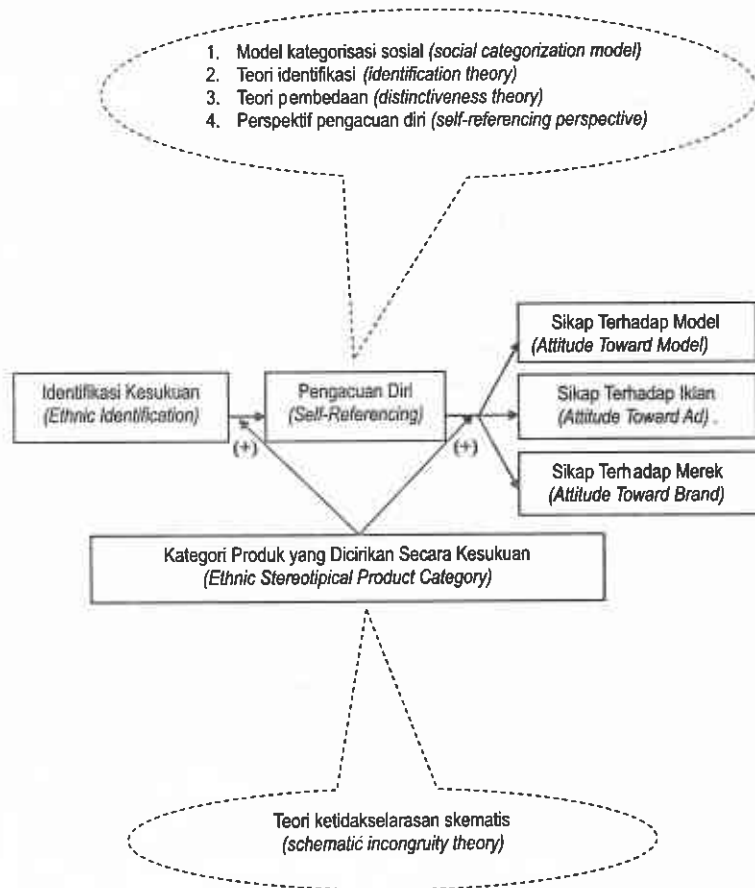 1. Model kategorisasi sosial (social categorization model)
2. Teori identifikasi (identification theory)
3. Teori pembedaan (distinctiveness theory)
4. Perspektif pengacuan diri (self-referencing perspective)
Sikap Terhadap Model
(Attitude Toward Model)
Identifikasi Kesukuan
(Ethnic Identification)
Pengacuan Diri
(Self-Referencing)
Sikap Terhadap Iklan
(Attitude Toward Ad) .
(+)
(+)
Sikap Terhadap Merek
(Attitude Toward Brand)
Kategori Produk yang Dicirikan Secara Kesukuan
(Ethnic Stereotipical Product Category)
Teori ketidakselarasan skematis
(schematic incongruity theory)